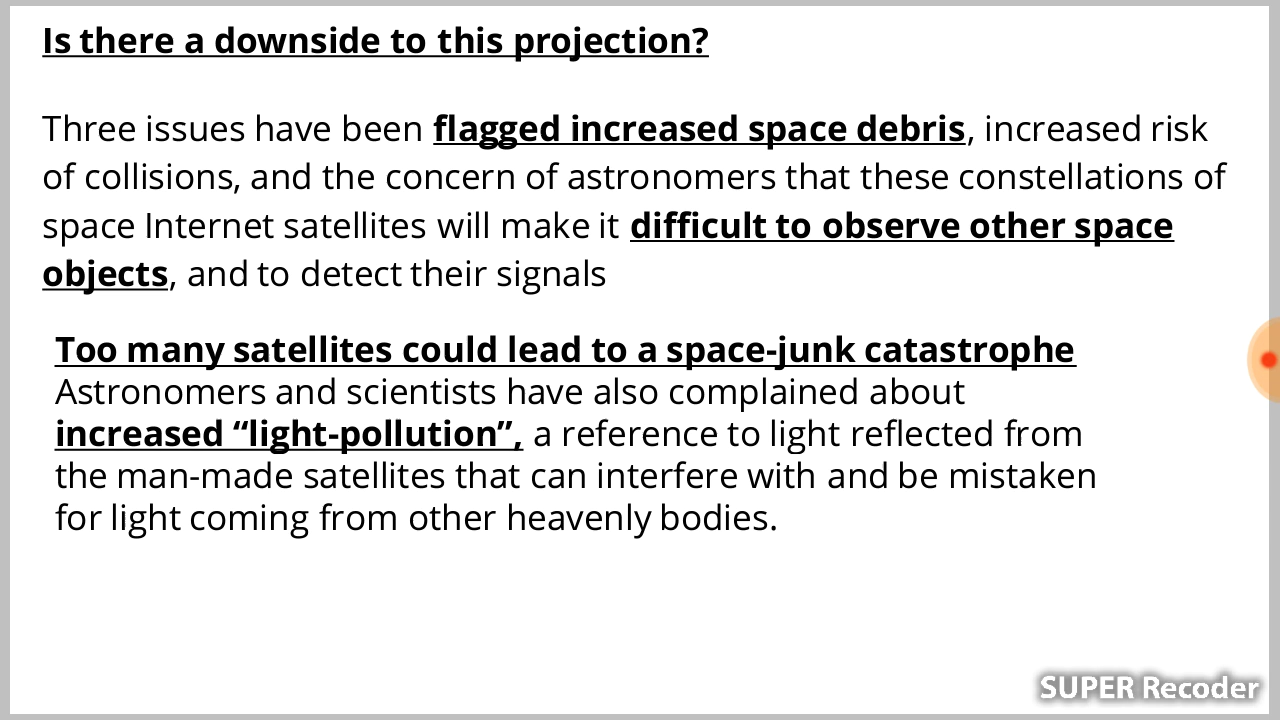 Is there a downside to this projection?
Three issues have been flagged increased space debris, increased risk
of collisions, and the concern of astronomers that these constellations of
space Internet satellites will make it difficult to observe other space
objects, and to detect their signals
Too many satellites could lead to a space-junk catastrophe
Astronomers and scientists have also complained about
increased “light-pollution”, a reference to light reflected from
the man-made satellites that can interfere with and be mistaken
for light coming from other heavenly bodies.
SUPER Recoder